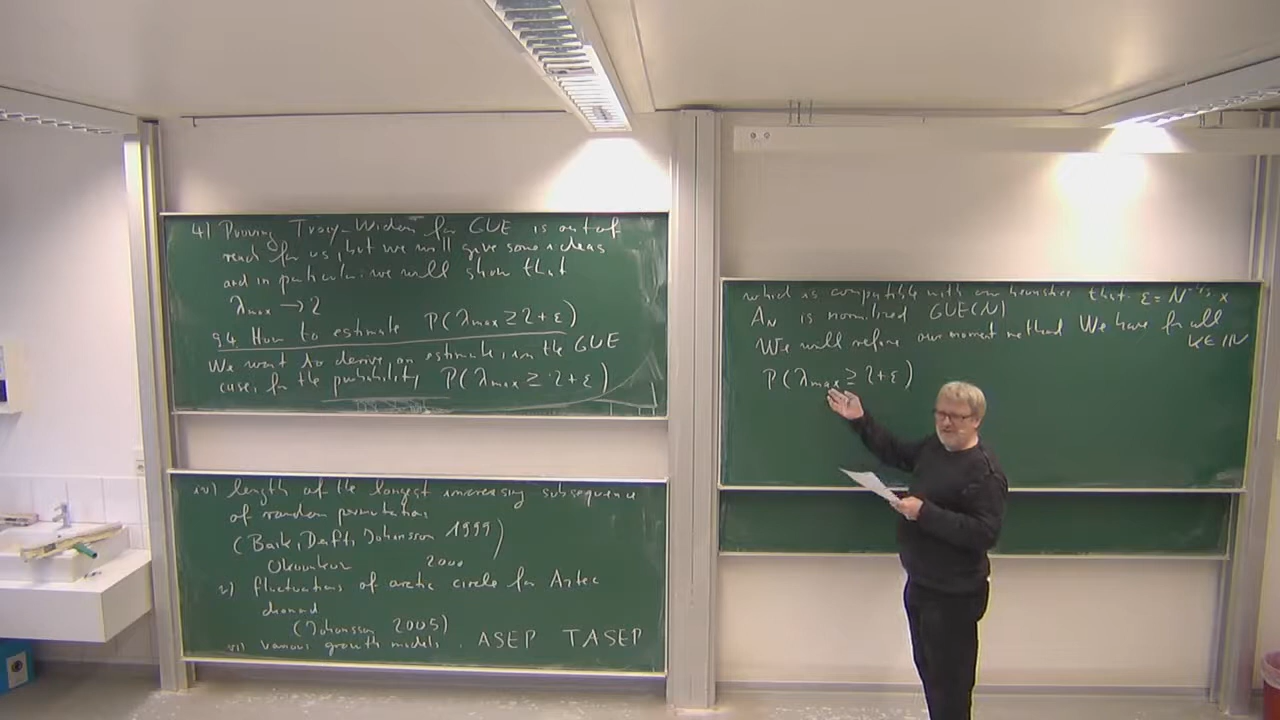 4) Proving Tracy-Widom for GUE is out of
reach for us, but we will give some ideas
and in particular we will show that
λmax → 2
§4 How to estimate P(λmax ≥ 2+ε)
We want to derive an estimate, in the GUE
case, for the probability P(λmax ≥ 2+ε)
iv) length of the longest increasing subsequence
of random permutation
(Baik, Deift, Johansson 1999)
Okounkov 2000
v) fluctuations of arctic circle for Aztec
diamond
(Johansson 2005)
vi) various growth models. ASEP TASEP
which is compatible with our heuristics that ε = N^{-2/3} x
A_N is normalized GUE(N)
We will refine our moment method We have for all
k ∈ ℕ
P(λmax ≥ 2+ε)